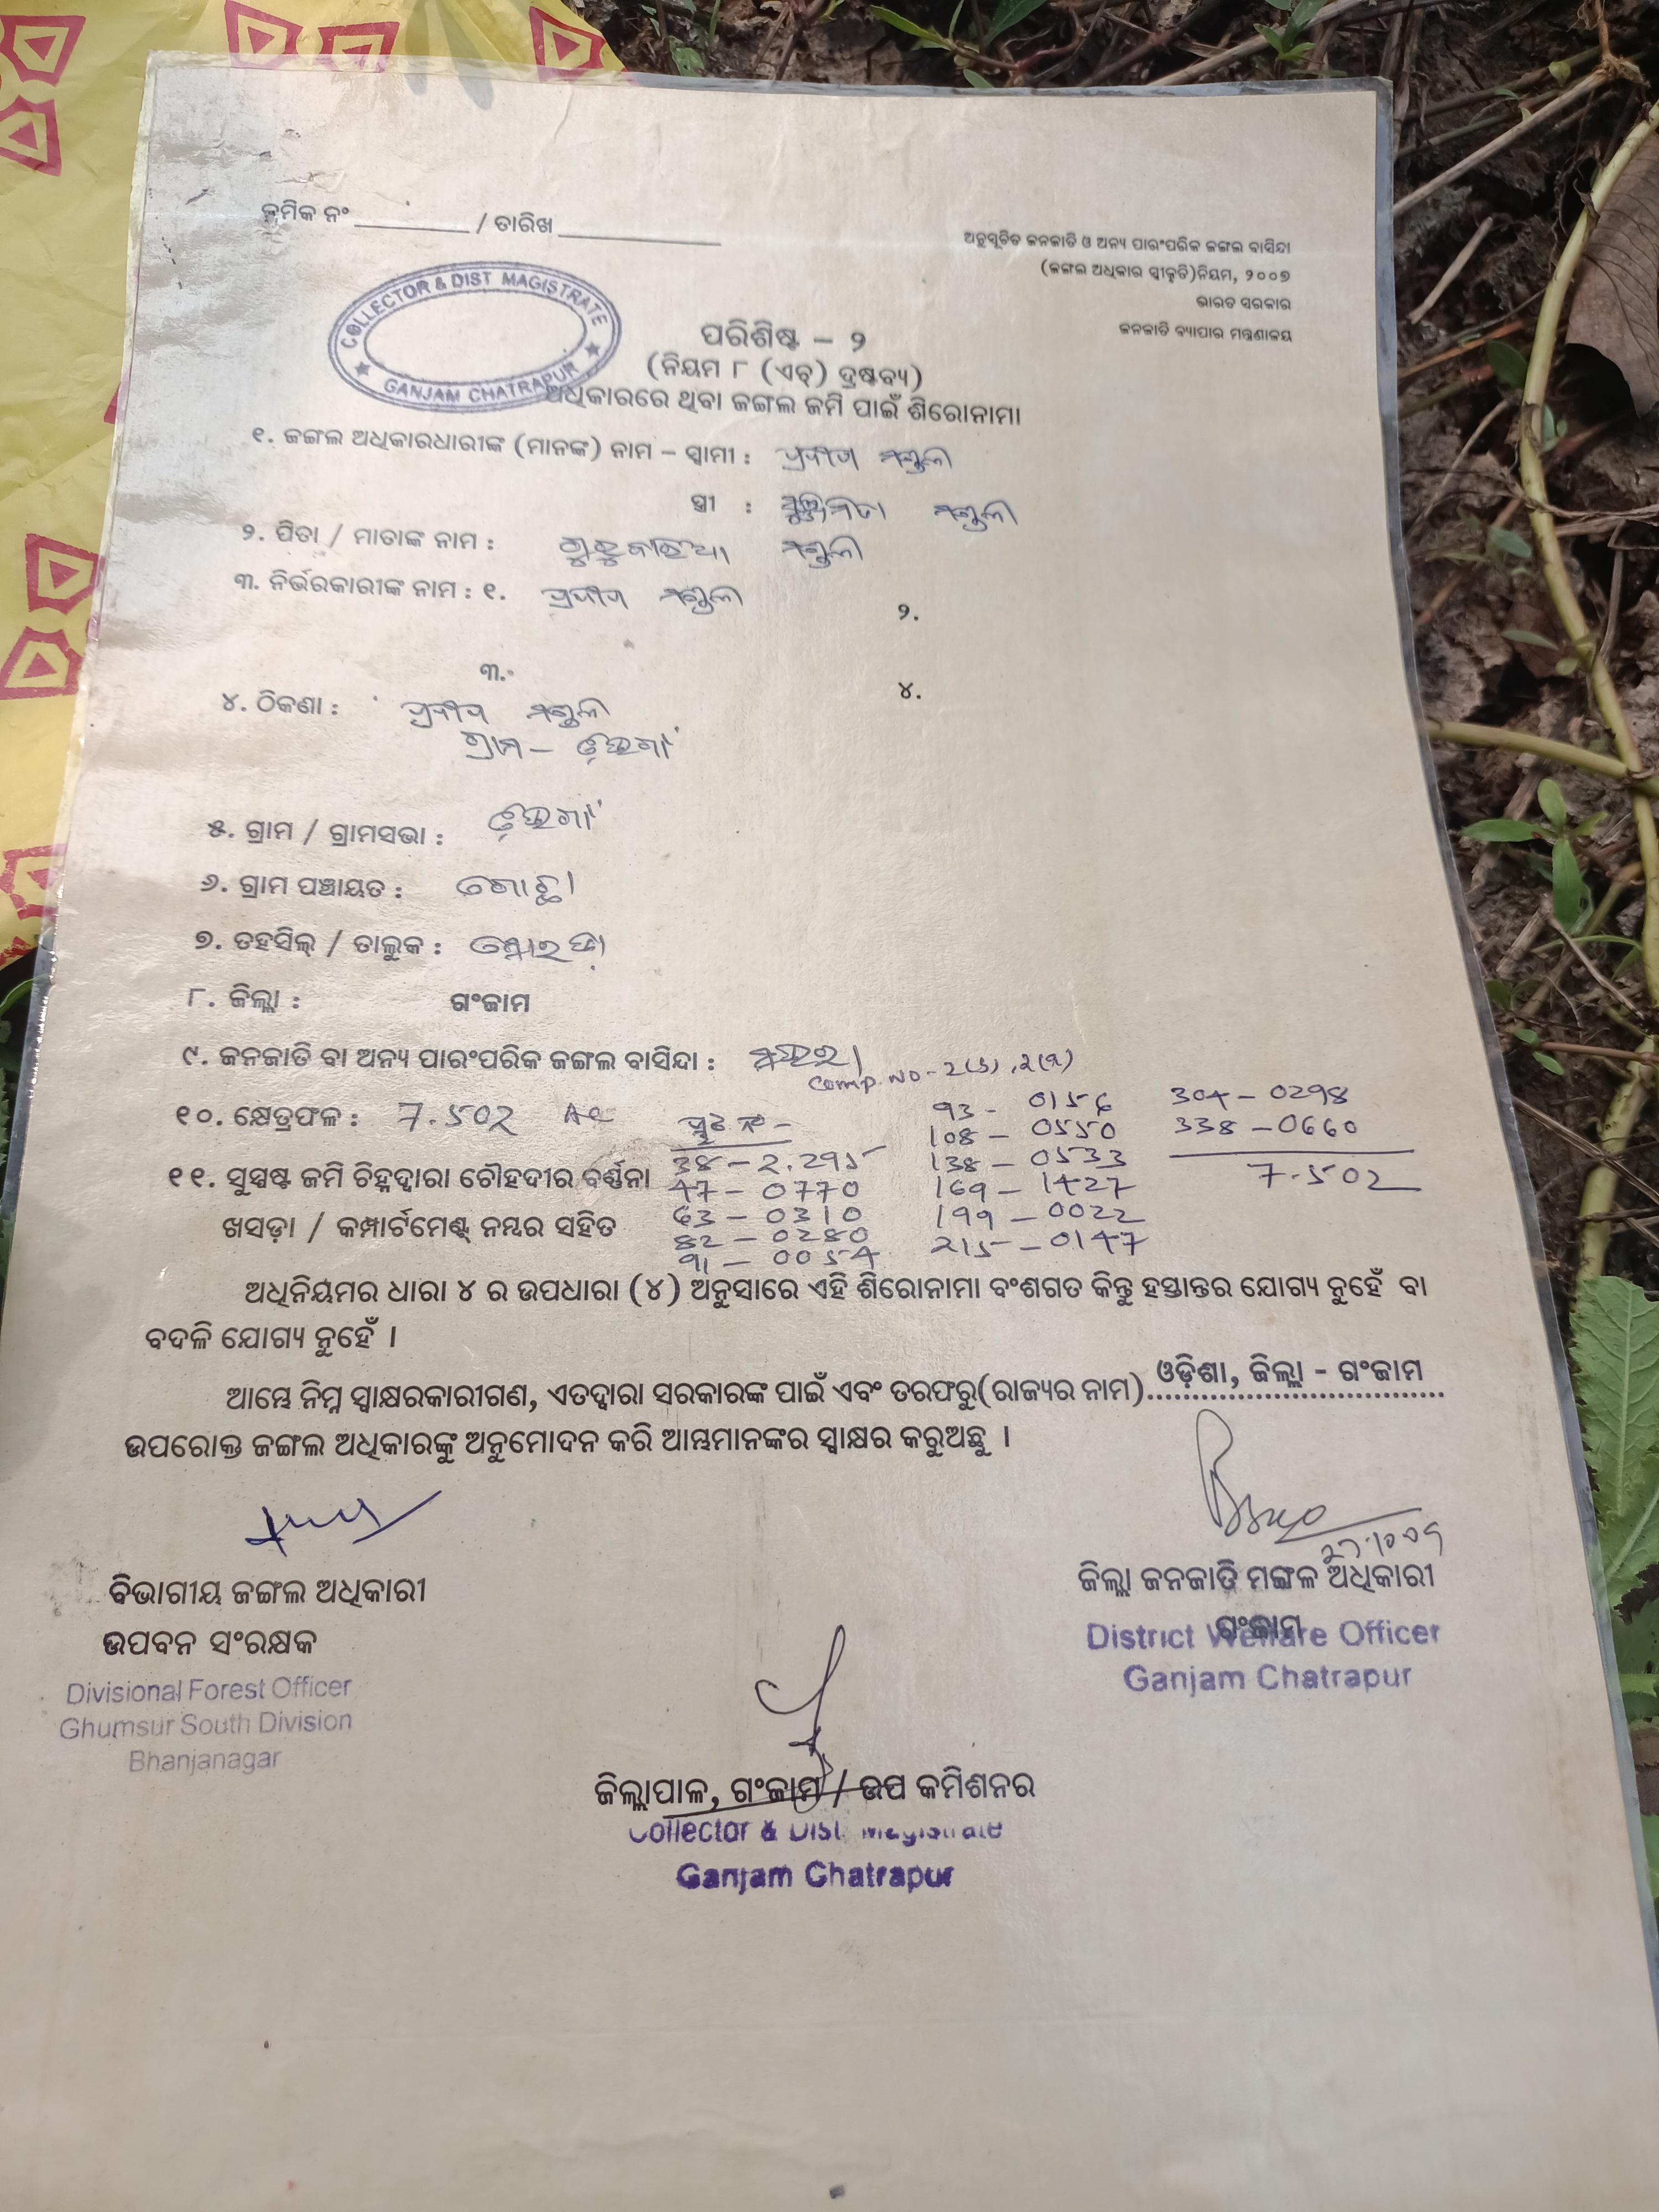 କ୍ରମିକ ନଂ ________ / ତାରିଖ ____________
ଅନୁସୂଚିତ ଜନଜାତି ଓ ଅନ୍ୟ ପାରଂପରିକ ଜଙ୍ଗଲ ବାସିନ୍ଦା
(ଜଙ୍ଗଲ ଅଧିକାର ସ୍ୱୀକୃତି)ନିୟମ, ୨୦୦୭
ଭାରତ ସରକାର
ଜନଜାତି ବ୍ୟାପାର ମନ୍ତ୍ରଣାଳୟ
COLLECTOR & DIST MAGISTRATE
★ GANJAM CHATRAPUR ★
ପରିଶିଷ୍ଟ – ୨
(ନିୟମ ୮ (ଏଚ୍) ଦ୍ରଷ୍ଟବ୍ୟ)
ଅଧିକାରରେ ଥିବା ଜଙ୍ଗଲ ଜମି ପାଇଁ ଶିରୋନାମା
୧. ଜଙ୍ଗଲ ଅଧିକାରଧାରୀଙ୍କ (ମାନଙ୍କ) ନାମ – ସ୍ୱାମୀ :
ସ୍ତ୍ରୀ :
୨. ପିତା / ମାତାଙ୍କ ନାମ :
୩. ନିର୍ଭରକାରୀଙ୍କ ନାମ : ୧.
୨.
୩.
୪.
୪. ଠିକଣା :
ଗ୍ରାମ –
୫. ଗ୍ରାମ / ଗ୍ରାମସଭା :
୬. ଗ୍ରାମ ପଞ୍ଚାୟତ :
୭. ତହସିଲ୍ / ତାଲୁକ :
୮. ଜିଲ୍ଲା : ଗଂଜାମ
୯. ଜନଜାତି ବା ଅନ୍ୟ ପାରଂପରିକ ଜଙ୍ଗଲ ବାସିନ୍ଦା :
Comp. No -
୧୦. କ୍ଷେତ୍ରଫଳ : 7.502 Ac
୧୧. ସୁସ୍ପଷ୍ଟ ଜମି ଚିହ୍ନଦ୍ୱାରା ଚୌହଦୀର ବର୍ଣ୍ଣନା
ଖସଡ଼ା / କମ୍ପାର୍ଟମେଣ୍ଟ ନମ୍ବର ସହିତ
ପ୍ଲଟ ନଂ –
38 – 2.295
47 – 0770
63 – 0310
82 – 0280
91 – 0054
93 - 0156
108 – 0550
138 – 0533
169 – 1427
199 – 0022
215 – 0147
304 – 0298
338 – 0660
7.502
ଅଧିନିୟମର ଧାରା ୪ ର ଉପଧାରା (୪) ଅନୁସାରେ ଏହି ଶିରୋନାମା ବଂଶଗତ କିନ୍ତୁ ହସ୍ତାନ୍ତର ଯୋଗ୍ୟ ନୁହେଁ ବା
ବଦଳି ଯୋଗ୍ୟ ନୁହେଁ ।
ଆମ୍ଭେ ନିମ୍ନ ସ୍ୱାକ୍ଷରକାରୀଗଣ, ଏତଦ୍ୱାରା ସରକାରଙ୍କ ପାଇଁ ଏବଂ ତରଫରୁ(ରାଜ୍ୟର ନାମ) ଓଡ଼ିଶା, ଜିଲ୍ଲା - ଗଂଜାମ
ଉପରୋକ୍ତ ଜଙ୍ଗଲ ଅଧିକାରଙ୍କୁ ଅନୁମୋଦନ କରି ଆମ୍ଭମାନଙ୍କର ସ୍ୱାକ୍ଷର କରୁଅଛୁ ।
ବିଭାଗୀୟ ଜଙ୍ଗଲ ଅଧିକାରୀ
ଉପବନ ସଂରକ୍ଷକ
Divisional Forest Officer
Ghumsur South Division
Bhanjanagar
ଜିଲ୍ଲା ଜନଜାତି ମଙ୍ଗଳ ଅଧିକାରୀ
ଗଂଜାମ
District Welfare Officer
Ganjam Chatrapur
ଜିଲ୍ଲାପାଳ, ଗଂଜାମ / ଉପ କମିଶନର
Collector & Dist. Magistrate
Ganjam Chatrapur